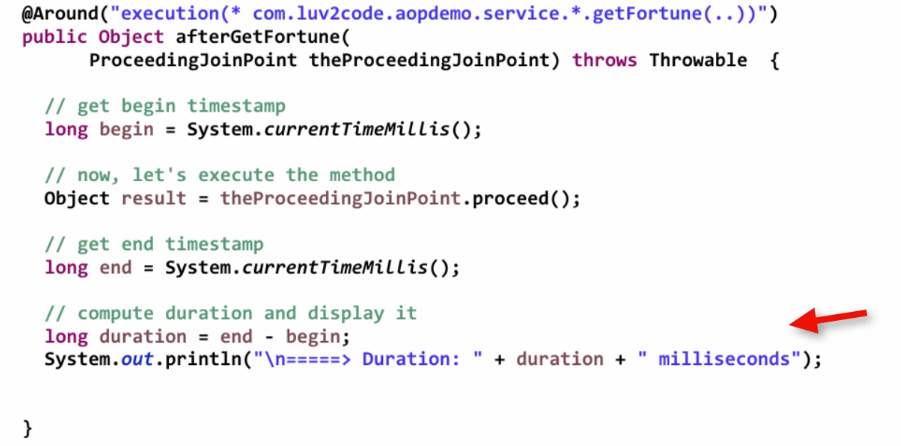 @Around("execution(* com.luv2code.aopdemo.service.*.getFortune(..))")
public Object afterGetFortune(
ProceedingJoinPoint theProceedingJoinPoint) throws Throwable {
// get begin timestamp
long begin = System.currentTimeMillis();
// now, let's execute the method
Object result = theProceedingJoinPoint.proceed();
// get end timestamp
long end = System.currentTimeMillis();
// compute duration and display it
long duration = end - begin;
System.out.println("\n=====> Duration: " + duration + " milliseconds");
}